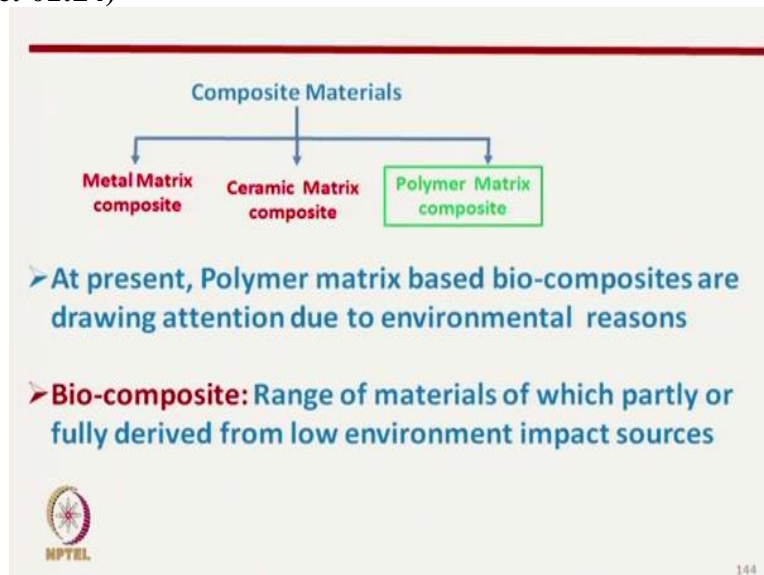 Composite Materials
Metal Matrix
composite
Ceramic Matrix
composite
Polymer Matrix
composite
➢At present, Polymer matrix based bio-composites are
drawing attention due to environmental reasons
➢Bio-composite: Range of materials of which partly or
fully derived from low environment impact sources
NPTEL
144